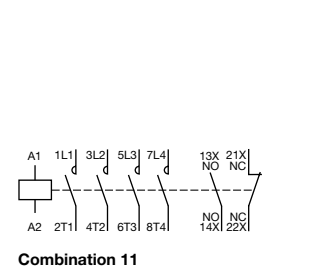 A1 1L1 3L2 5L3 7L4 13X 21X
NO NC
NO NC
A2 2T1 4T2 6T3 8T4 14X 22X
Combination 11